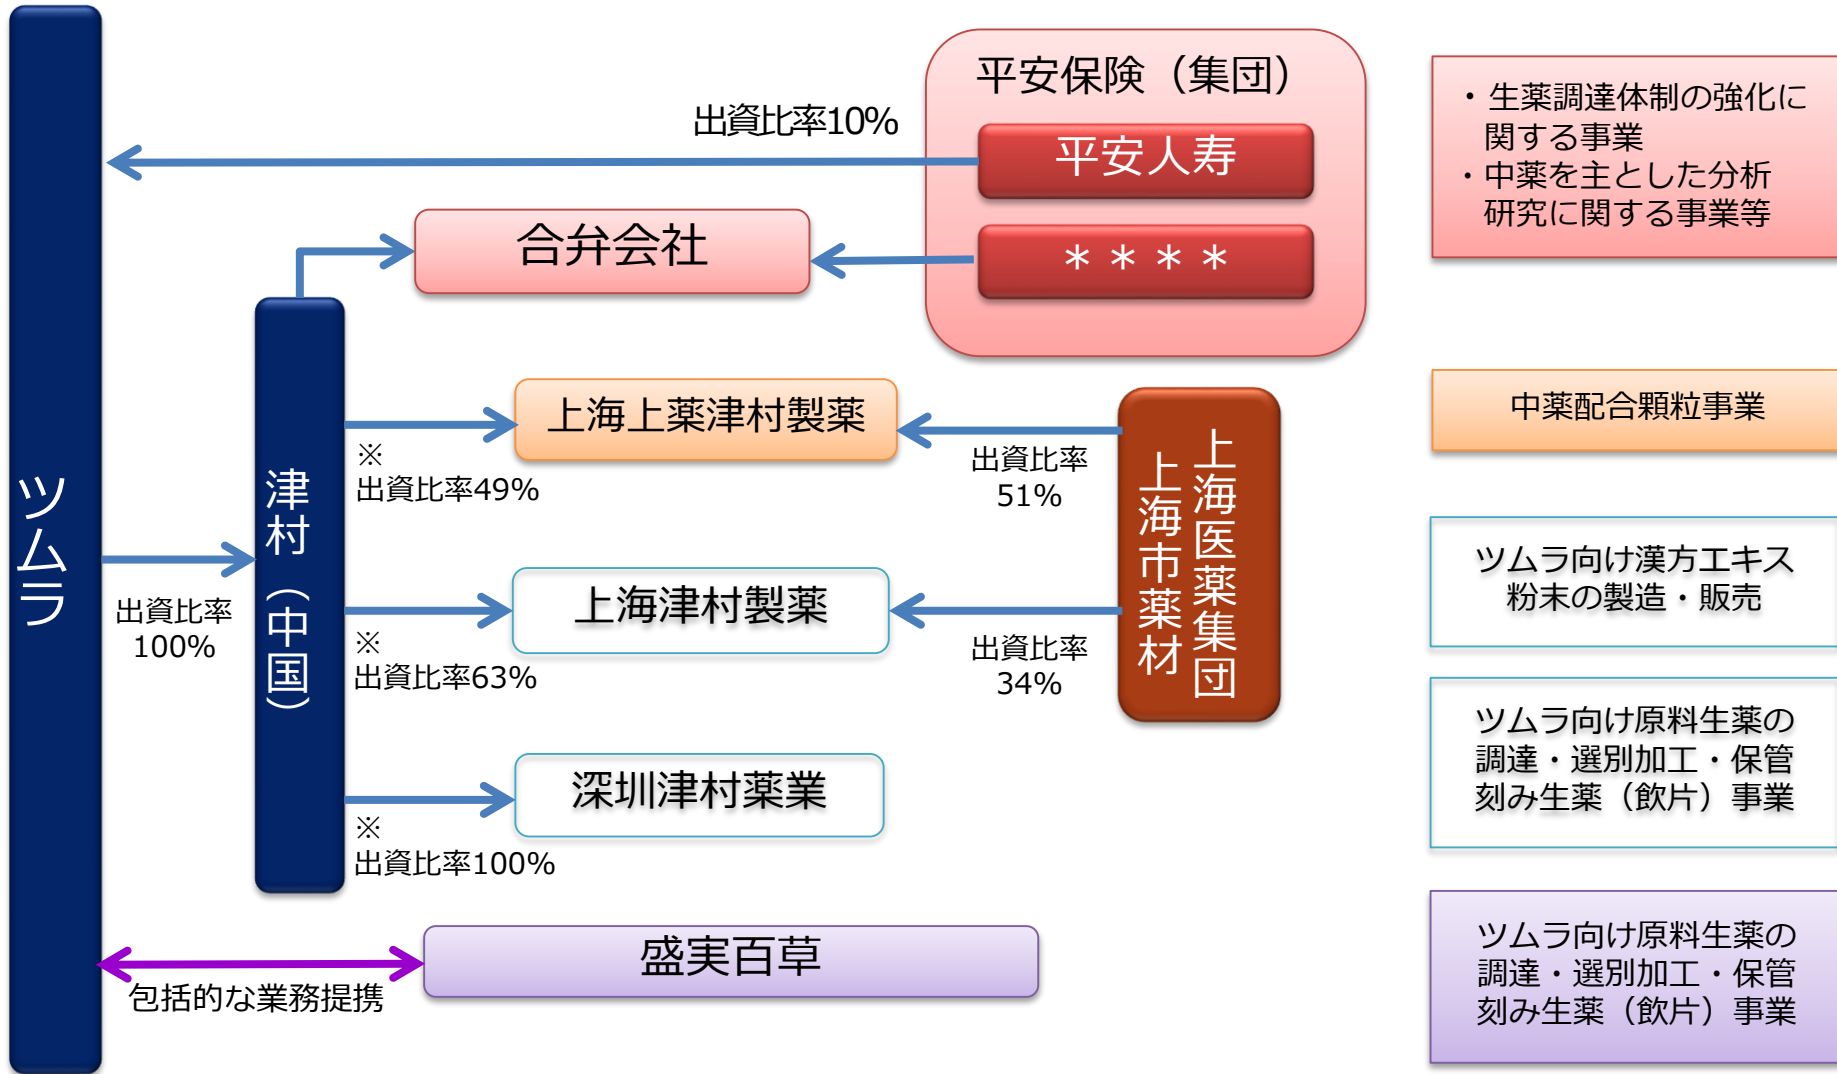 ツムラ
出資比率
100%
津村（中国）
平安保険（集団）
出資比率10%
平安人寿
＊＊＊＊
合弁会社
上海上薬津村製薬
※
出資比率49%
出資比率
51%
上海医薬集団
上海市薬材
上海津村製薬
※
出資比率63%
出資比率
34%
深圳津村薬業
※
出資比率100%
盛実百草
包括的な業務提携
・生薬調達体制の強化に
関する事業
・中薬を主とした分析
研究に関する事業等
中薬配合顆粒事業
ツムラ向け漢方エキス
粉末の製造・販売
ツムラ向け原料生薬の
調達・選別加工・保管
刻み生薬（飲片）事業
ツムラ向け原料生薬の
調達・選別加工・保管
刻み生薬（飲片）事業